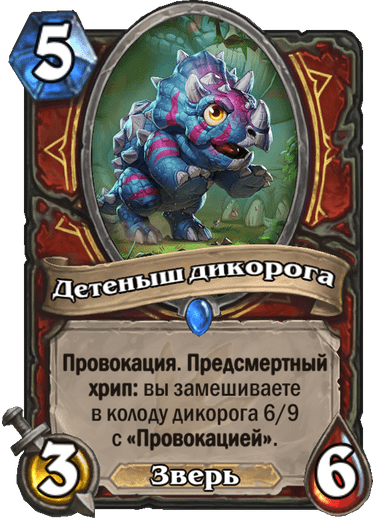 5
Детеныш дикорога
Провокация. Предсмертный
хрип: вы замешиваете
в колоду дикорога 6/9
с «Провокацией».
3
Зверь
6